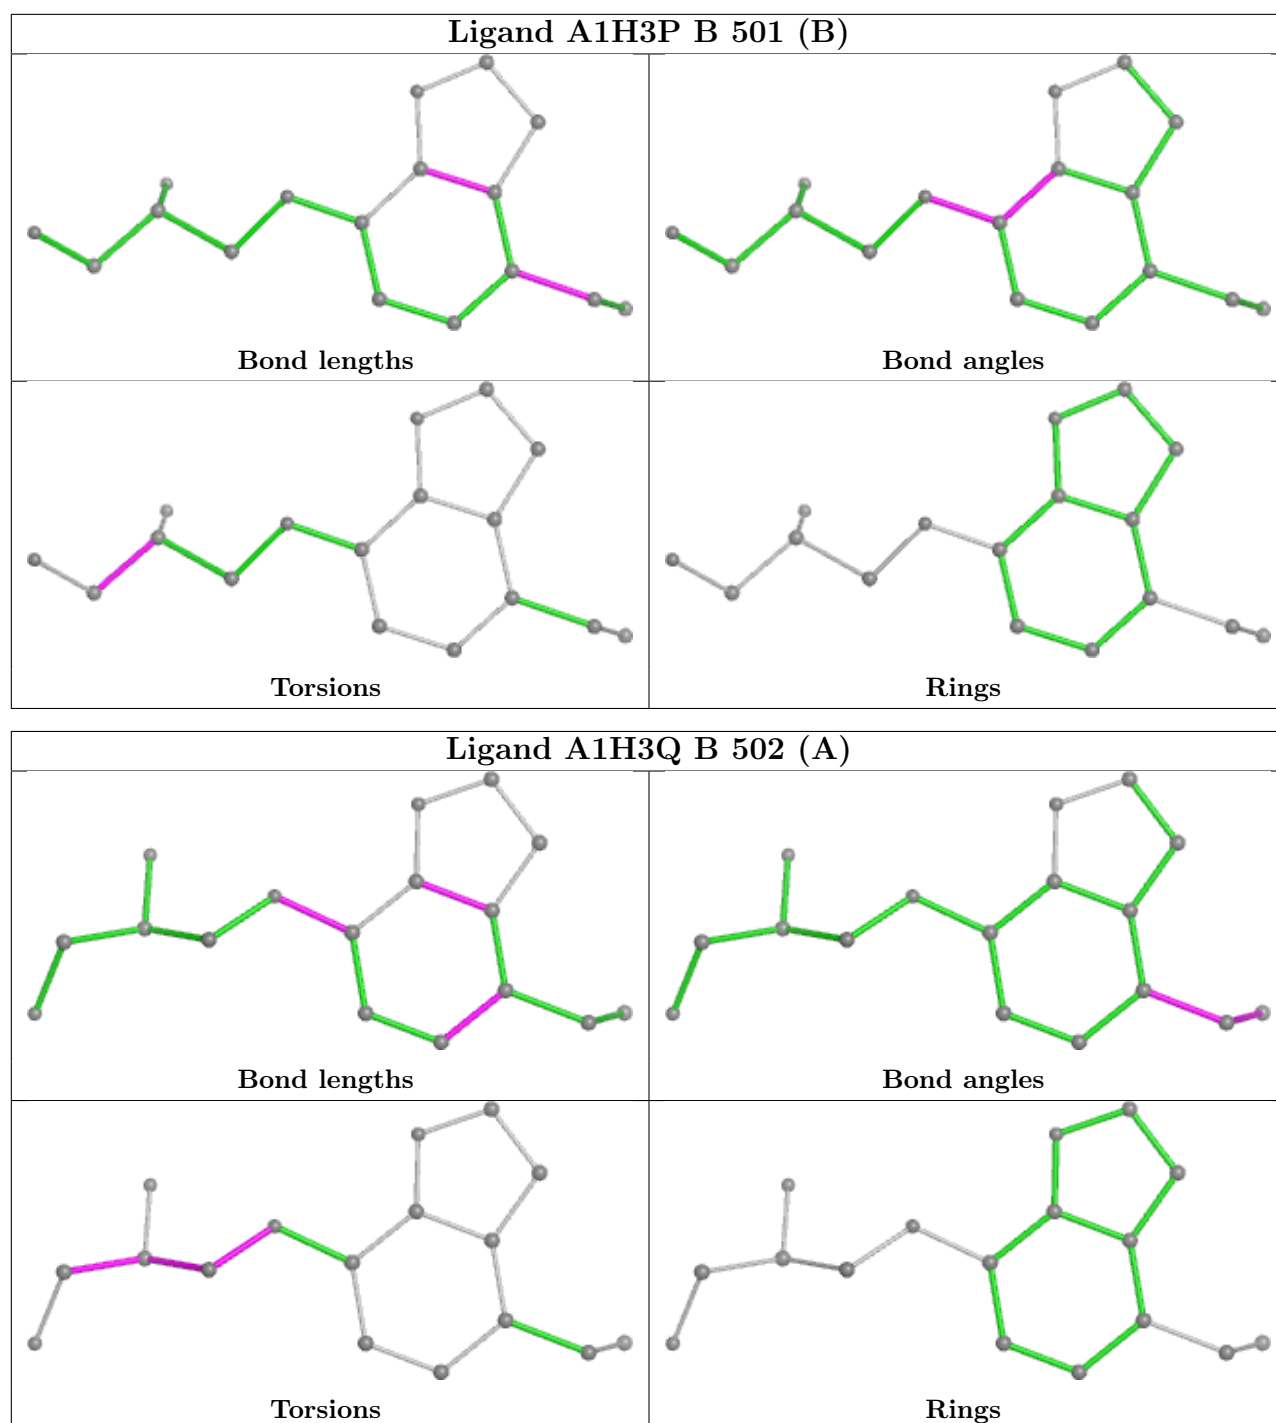 Ligand A1H3P B 501 (B)
Bond lengths
Bond angles
Torsions
Rings
Ligand A1H3Q B 502 (A)
Bond lengths
Bond angles
Torsions
Rings